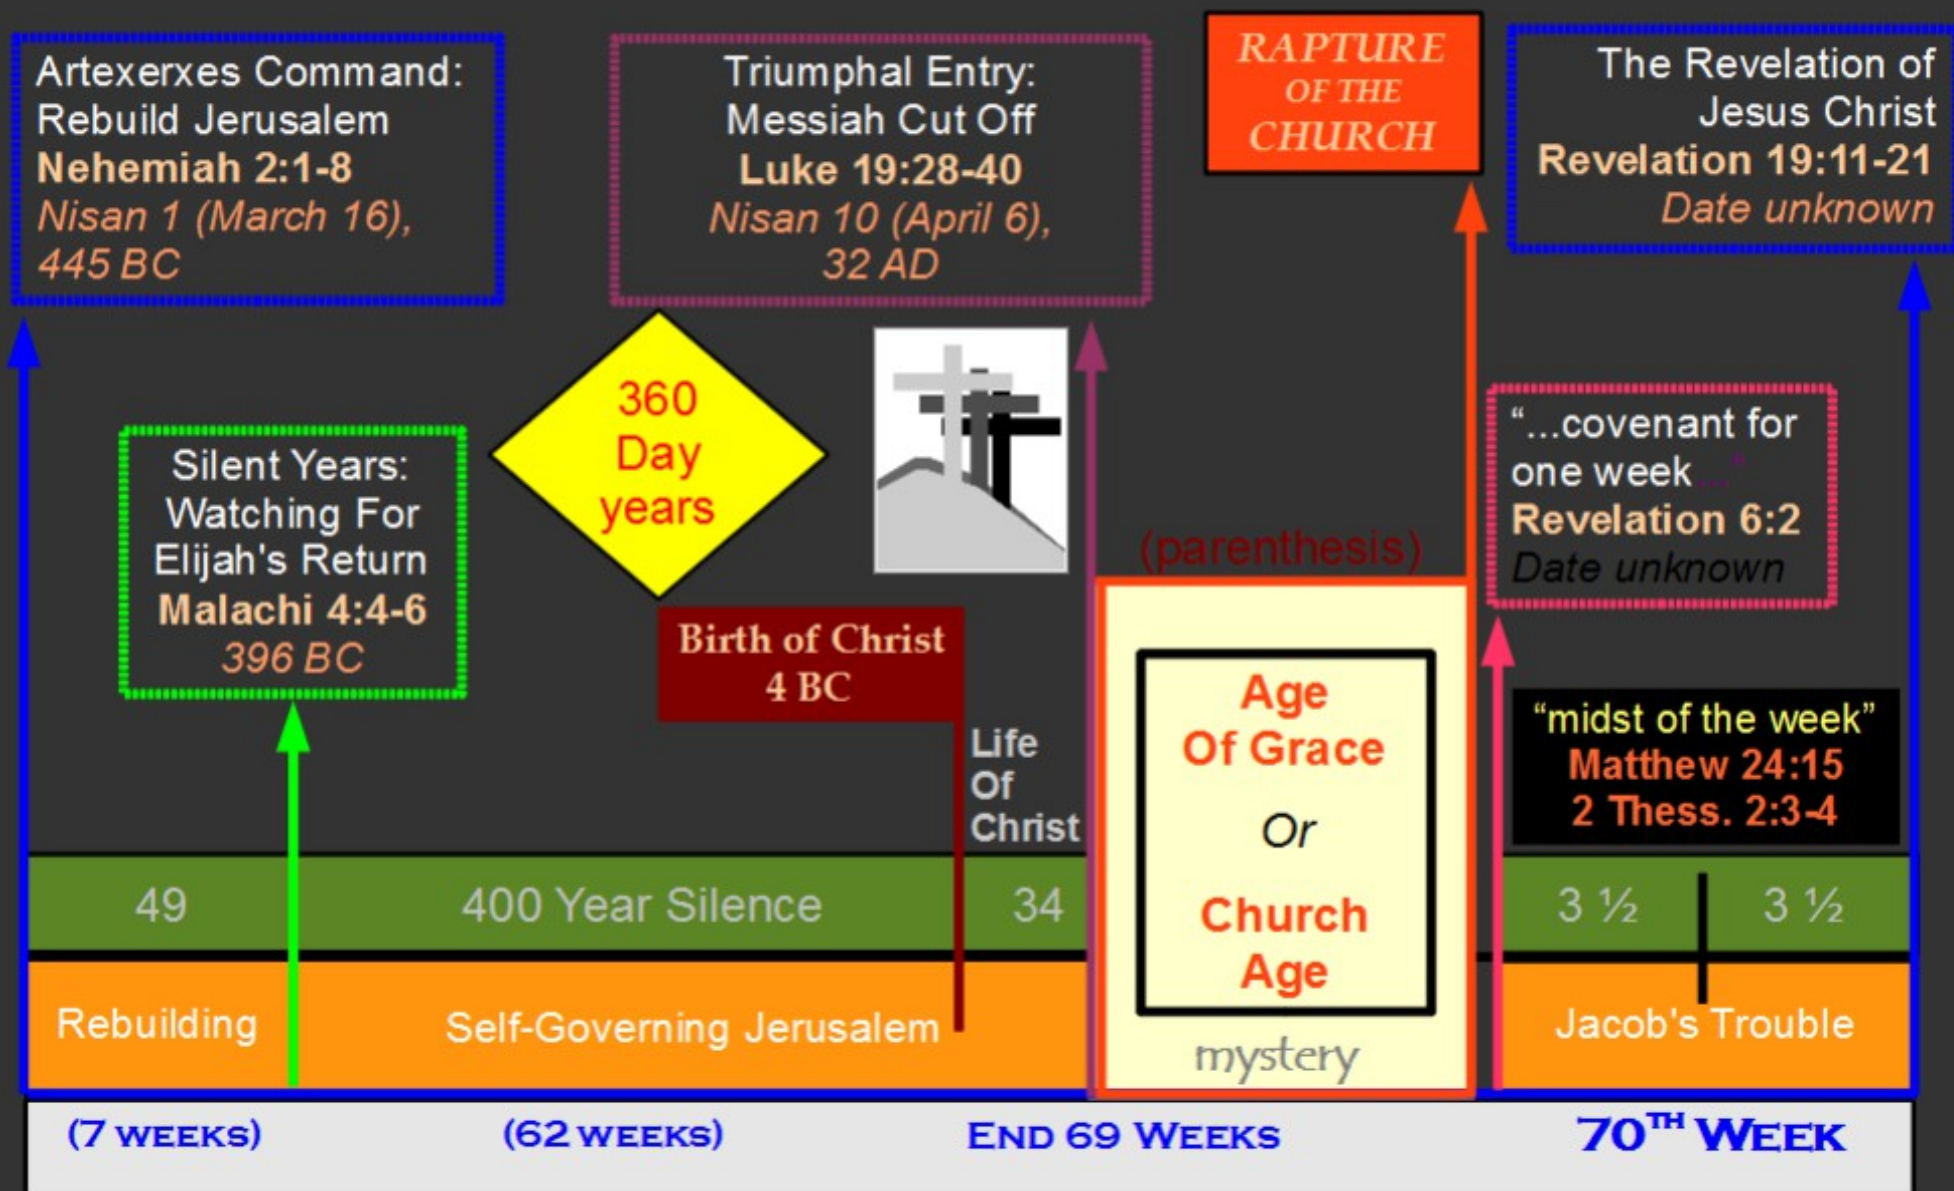 Artexerxes Command:
Rebuild Jerusalem
Nehemiah 2:1-8
Nisan 1 (March 16),
445 BC
Triumphal Entry:
Messiah Cut Off
Luke 19:28-40
Nisan 10 (April 6),
32 AD
RAPTURE
OF THE
CHURCH
The Revelation of
Jesus Christ
Revelation 19:11-21
Date unknown
Silent Years:
Watching For
Elijah's Return
Malachi 4:4-6
396 BC
360
Day
years
Birth of Christ
4 BC
Life
Of
Christ
(parenthesis)
Age
Of Grace
Or
Church
Age
mystery
“...covenant for
one week ...”
Revelation 6:2
Date unknown
“midst of the week”
Matthew 24:15
2 Thess. 2:3-4
49
400 Year Silence
34
3 ½
3 ½
Rebuilding
Self-Governing Jerusalem
Jacob's Trouble
(7 WEEKS)
(62 WEEKS)
END 69 WEEKS
70TH WEEK